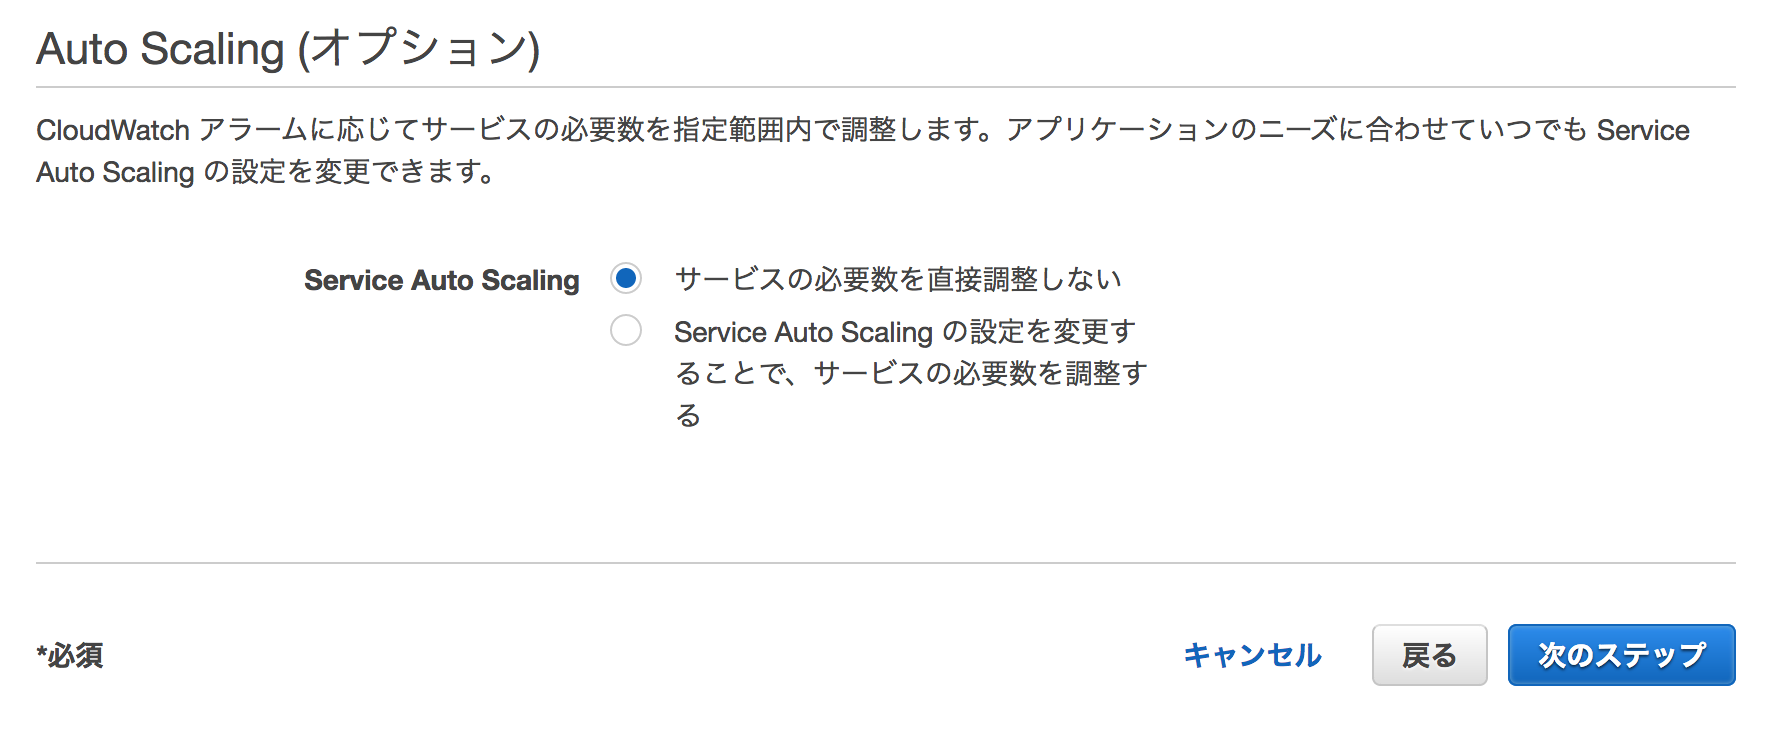 Auto Scaling (オプション)
CloudWatch アラームに応じてサービスの必要数を指定範囲内で調整します。アプリケーションのニーズに合わせていつでも Service
Auto Scaling の設定を変更できます。
Service Auto Scaling サービスの必要数を直接調整しない
Service Auto Scaling の設定を変更す
ることで、サービスの必要数を調整す
る
*必須 キャンセル 戻る 次のステップ